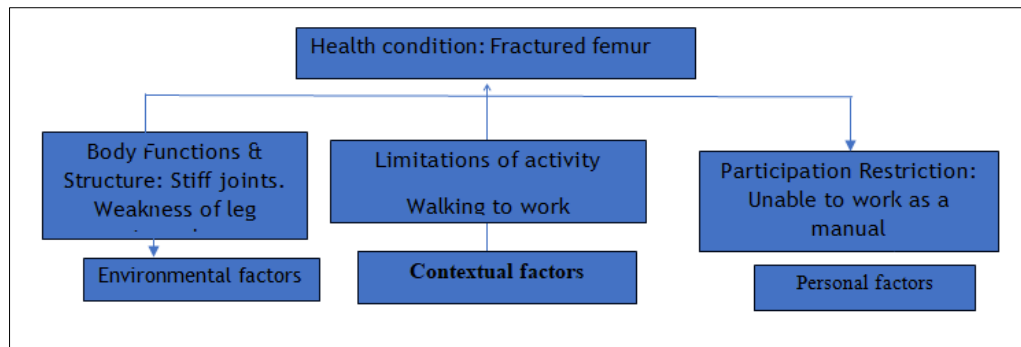 Health condition: Fractured femur
Body Functions &
Structure: Stiff joints.
Weakness of leg
Limitations of activity
Walking to work
Participation Restriction:
Unable to work as a
manual
Environmental factors
Contextual factors
Personal factors